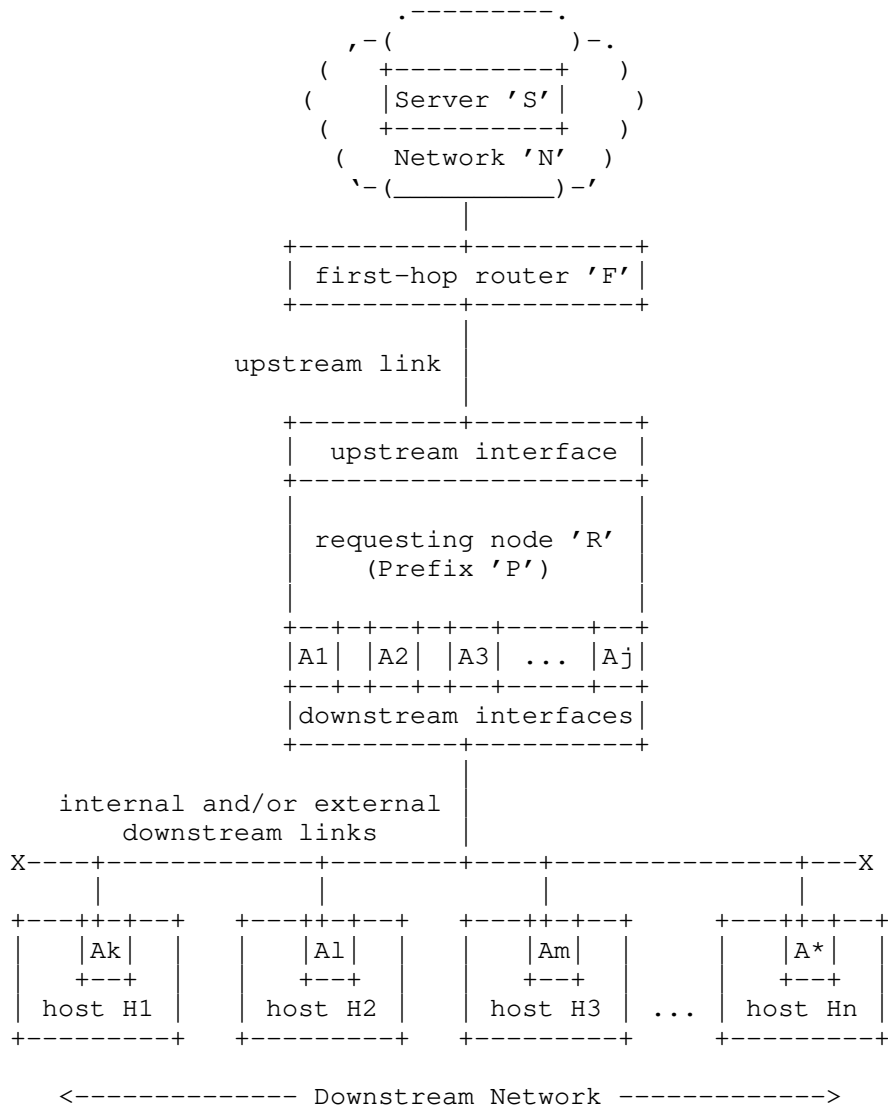 Server 'S'
Network 'N'
first-hop router 'F'
upstream link
upstream interface
requesting node 'R'
(Prefix 'P')
A1 A2 A3 ... Aj
downstream interfaces
internal and/or external
downstream links
X X
Ak Al Am A*
host H1 host H2 host H3 ... host Hn
<-------------- Downstream Network ------------->